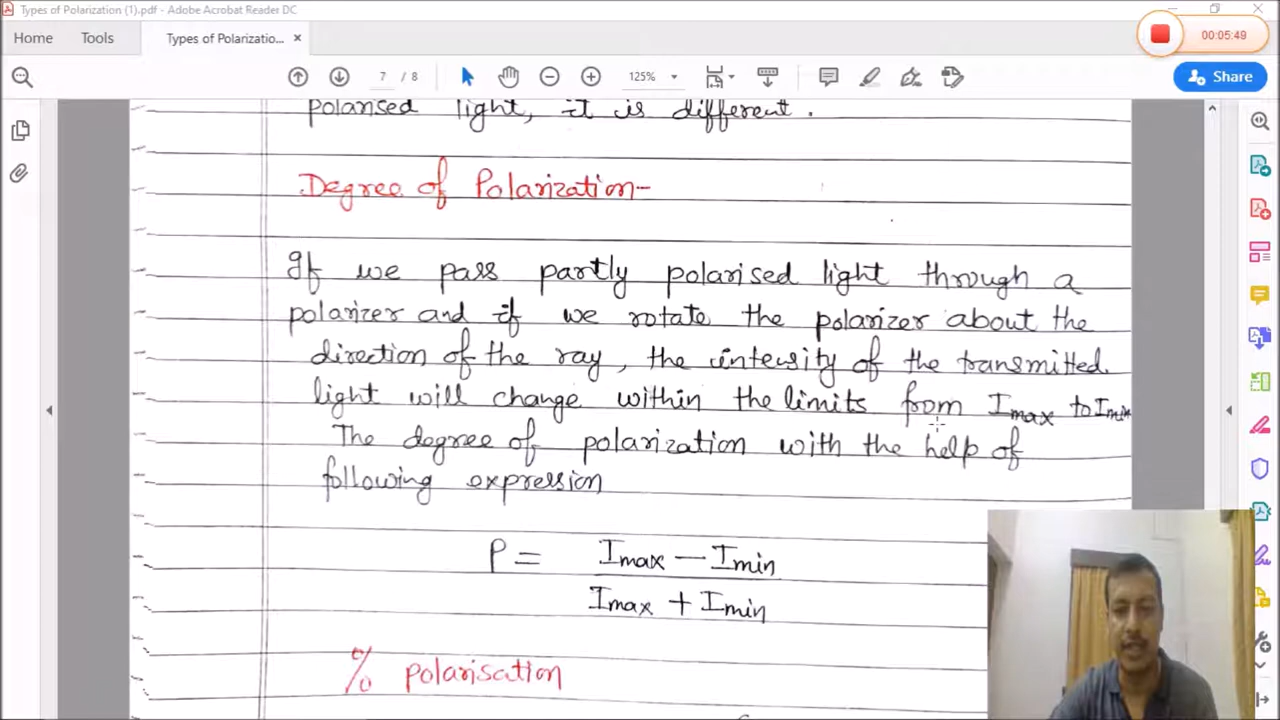 Types of Polarization (1).pdf - Adobe Acrobat Reader DC
00:05:49
Home Tools Types of Polarizatio... ×
7 / 8 125% Share
polarised light, it is different.
Degree of Polarization-
If we pass partly polarised light through a
polarizer and if we rotate the polarizer about the
direction of the ray, the intensity of the transmitted
light will change within the limits from Imax to Imin
The degree of polarization with the help of
following expression
P = Imax - Imin
Imax + Imin
% polarisation